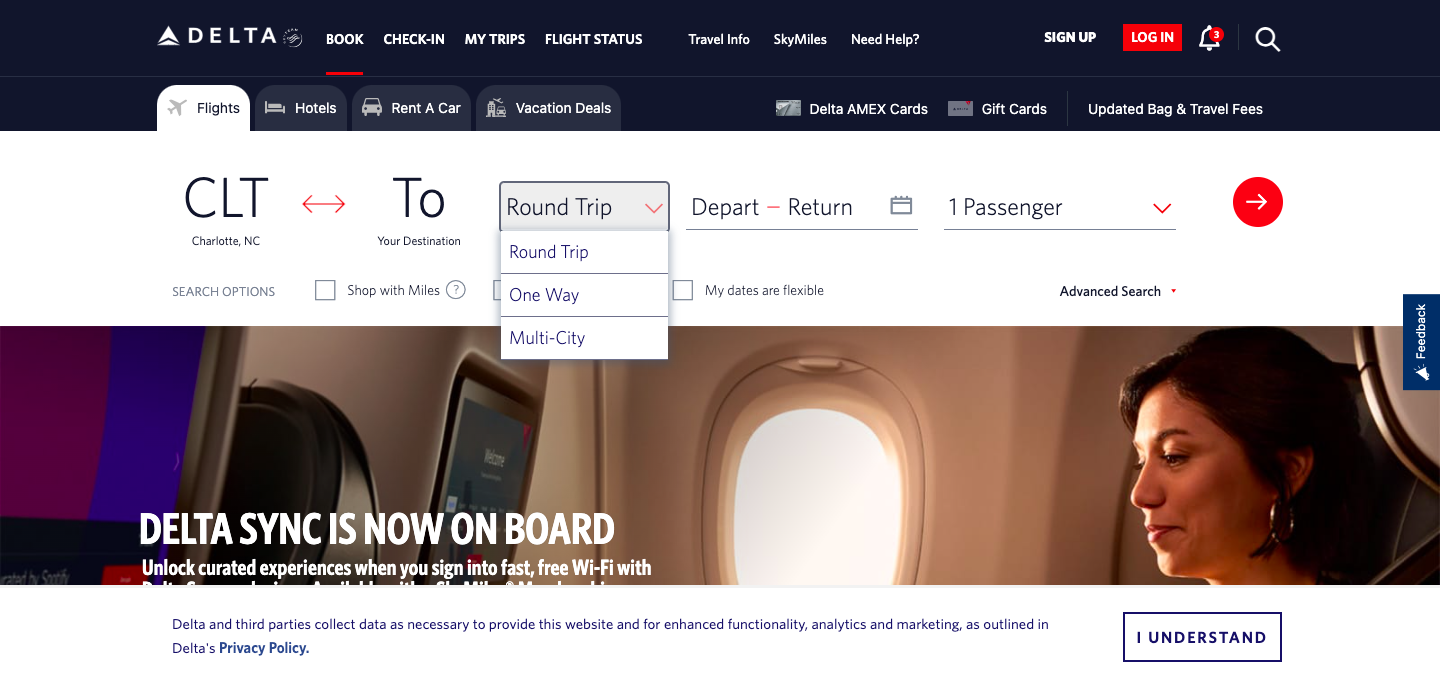 DELTA
BOOK CHECK-IN MY TRIPS FLIGHT STATUS Travel Info SkyMiles Need Help? SIGN UP LOG IN 3
Flights Hotels Rent A Car Vacation Deals Delta AMEX Cards Gift Cards Updated Bag & Travel Fees
CLT To Round Trip Depart – Return 1 Passenger
Charlotte, NC Your Destination
Round Trip
One Way
Multi-City
SEARCH OPTIONS Shop with Miles ? My dates are flexible Advanced Search
Feedback
Welcome
DELTA SYNC IS NOW ON BOARD
Unlock curated experiences when you sign into fast, free Wi-Fi with
Delta and third parties collect data as necessary to provide this website and for enhanced functionality, analytics and marketing, as outlined in
Delta's Privacy Policy.
I UNDERSTAND